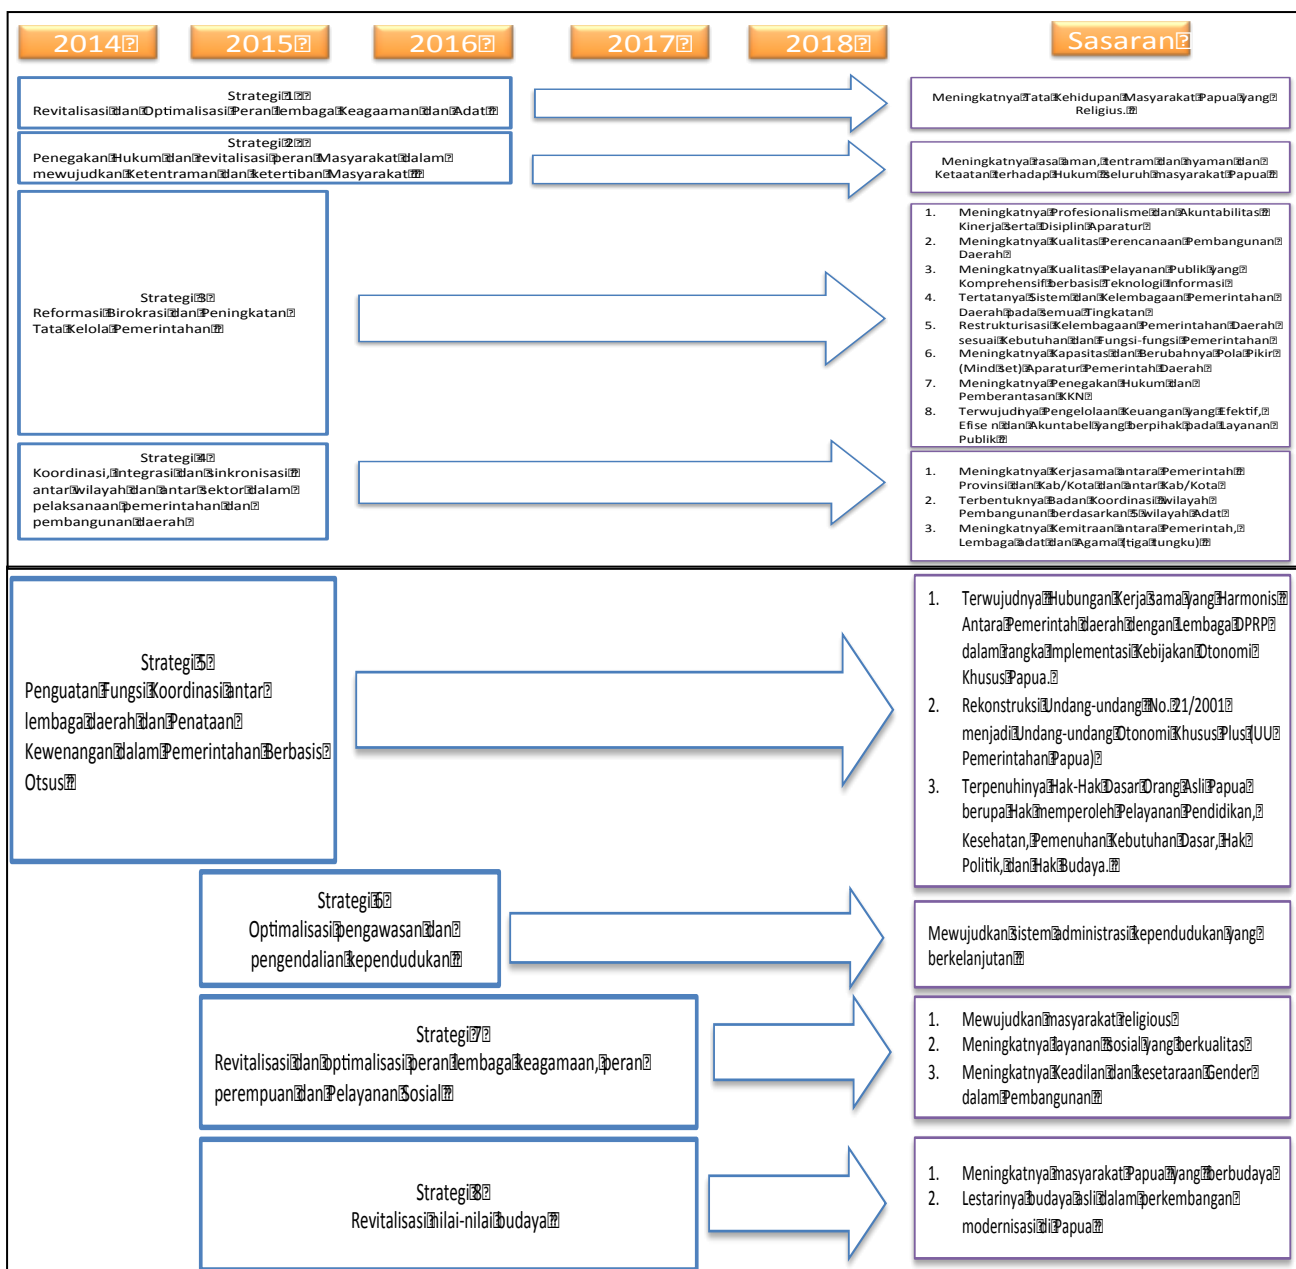 2014 2015 2016 2017 2018 Sasaran
Strategi 1
Revitalisasi dan Optimalisasi Peran lembaga Keagaaman dan Adat
Meningkatnya Tata Kehidupan Masyarakat Papua yang
Religius.
Strategi 2
Penegakan Hukum dan revitalisasi peran Masyarakat dalam
mewujudkan Ketentraman dan ketertiban Masyarakat
Meningkatnya rasa aman, tentram dan nyaman dan
Ketaatan terhadap Hukum seluruh masyarakat Papua
Strategi 3
Reformasi Birokrasi dan Peningkatan
Tata Kelola Pemerintahan
1. Meningkatnya Profesionalisme dan Akuntabilitas
Kinerja serta Disiplin Aparatur
2. Meningkatnya Kualitas Perencanaan Pembangunan
Daerah
3. Meningkatnya Kualitas Pelayanan Publik yang
Komprehensif berbasis Teknologi Informasi
4. Tertatanya Sistem dan Kelembagaan Pemerintahan
Daerah pada semua Tingkatan
5. Restrukturisasi Kelembagaan Pemerintahan Daerah
sesuai Kebutuhan dan Fungsi-fungsi Pemerintahan
6. Meningkatnya Kapasitas dan Berubahnya Pola Pikir
(Mind set) Aparatur Pemerintah Daerah
7. Meningkatnya Penegakan Hukum dan
Pemberantasan KKN
8. Terwujudnya Pengelolaan Keuangan yang Efektif,
Efisen dan Akuntabel yang berpihak pada Layanan
Publik
Strategi 4
Koordinasi, Integrasi dan sinkronisasi
antar wilayah dan antar sektor dalam
pelaksanaan pemerintahan dan
pembangunan daerah
1. Meningkatnya Kerjasama antara Pemerintah
Provinsi dan Kab/Kota dan antar Kab/Kota
2. Terbentuknya Badan Koordinasi wilayah
Pembangunan berdasarkan 5 wilayah Adat
3. Meningkatnya Kemitraan antara Pemerintah,
Lembaga adat dan Agama (tiga tungku)
Strategi 5
Penguatan Fungsi Koordinasi antar
lembaga daerah dan Penataan
Kewenangan dalam Pemerintahan Berbasis
Otsus
1. Terwujudnya Hubungan Kerja sama yang Harmonis
Antara Pemerintah daerah dengan Lembaga DPRP
dalam rangka Implementasi Kebijakan Otonomi
Khusus Papua.
2. Rekonstruksi Undang-undang No. 21/2001
menjadi Undang-undang Otonomi Khusus Plus (UU
Pemerintahan Papua)
3. Terpenuhinya Hak-Hak Dasar Orang Asli Papua
berupa Hak memperoleh Pelayanan Pendidikan,
Kesehatan, Pemenuhan Kebutuhan Dasar, Hak
Politik, dan Hak Budaya.
Strategi 6
Optimalisasi pengawasan dan
pengendalian kependudukan
Mewujudkan sistem administrasi kependudukan yang
berkelanjutan
Strategi 7
Revitalisasi dan optimalisasi peran lembaga keagamaan, peran
perempuan dan Pelayanan Sosial
1. Mewujudkan masyarakat religious
2. Meningkatnya layanan sosial yang berkualitas
3. Meningkatnya Keadilan dan kesetaraan Gender
dalam Pembangunan
Strategi 8
Revitalisasi nilai-nilai budaya
1. Meningkatnya masyarakat Papua yang berbudaya
2. Lestarinya budaya asli dalam perkembangan
modernisasi di Papua